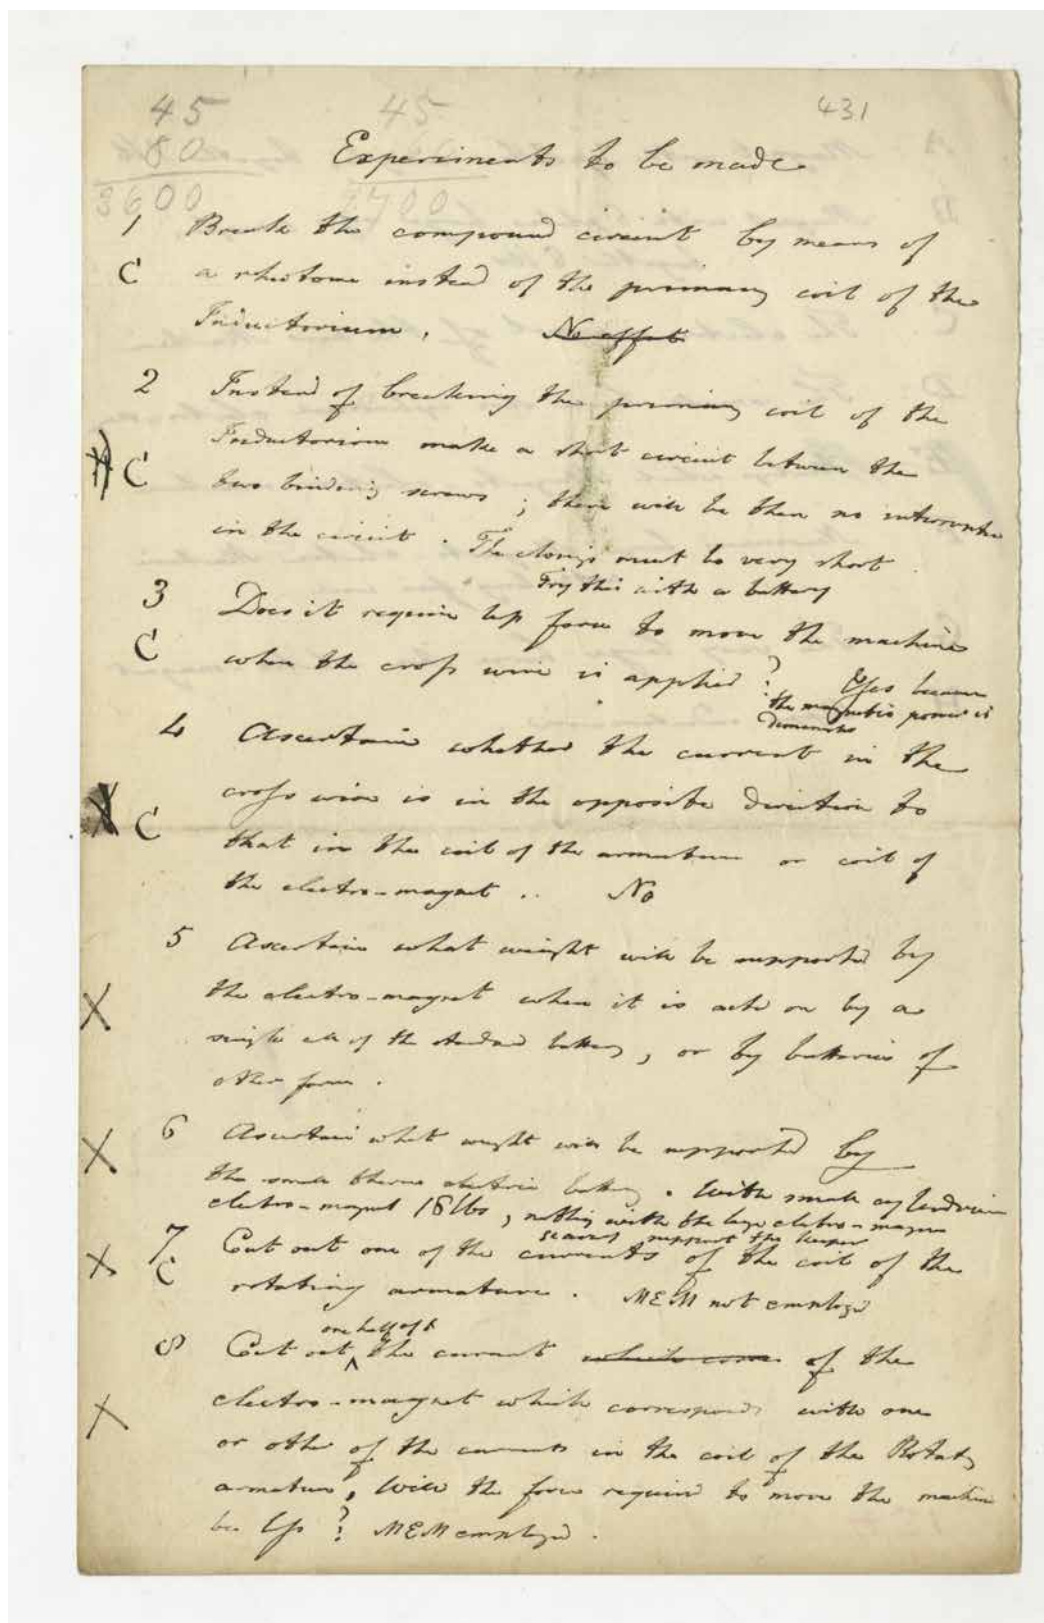 45 45 431
80
3600 2700
Experiments to be made
1 Break the compound circuit by means of
C a rheotome instead of the primary coil of the
Inductorium. No effect
2 Instead of breaking the primary coil of the
Inductorium make a short circuit between the
C two binding screws; there will be then no interruption
in the circuit. The closings must be very short.
Try this with a battery
3 Does it require less force to move the machine
C when the cross wire is applied? Yes because
the magnetic power is
diminished
4 Ascertain whether the current in the
cross wire is in the opposite direction to
C that in the coil of the armature or coil of
the electro-magnet.. No
5 Ascertain what weight will be supported by
X the electro-magnet when it is acted on by a
single cell of the standard battery, or by batteries of
other forms.
6 Ascertain what weight will be supported by
X the small thermo electric battery. With small cylindrical
electro-magnet 18 lbs, nothing with the large electro-magnet
scarcely support the keeper
7 Cut out one of the currents of the coil of the
X C rotating armature. MEM not employed
one half of
8 Cut out ^ the current which comes of the
X electro-magnet which corresponds with one
or other of the currents in the coil of the Rotating
armature, Will the force required to move the machine
be less? MEM employed.